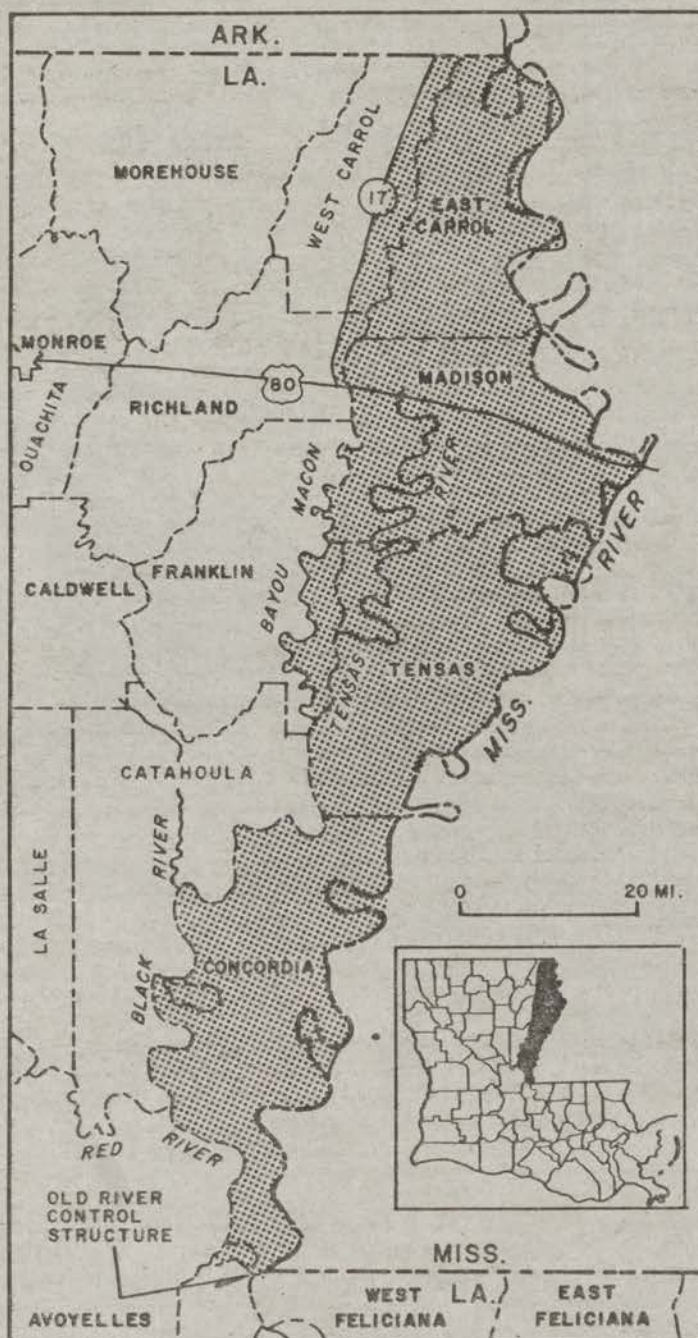 ARK.
LA.
MOREHOUSE
WEST CARROL
17
EAST
CARROL
MONROE
80
MADISON
OUACHITA
RICHLAND
MACON
RIVER
RIVER
CALDWELL
FRANKLIN
BAYOU
TENSAS
TENSAS
MISS.
CATAHOULA
RIVER
LA SALLE
0 20 MI.
CONCORDIA
BLACK
RED
RIVER
OLD RIVER
CONTROL
STRUCTURE
MISS.
LA.
AVOYELLES
WEST
FELICIANA
EAST
FELICIANA